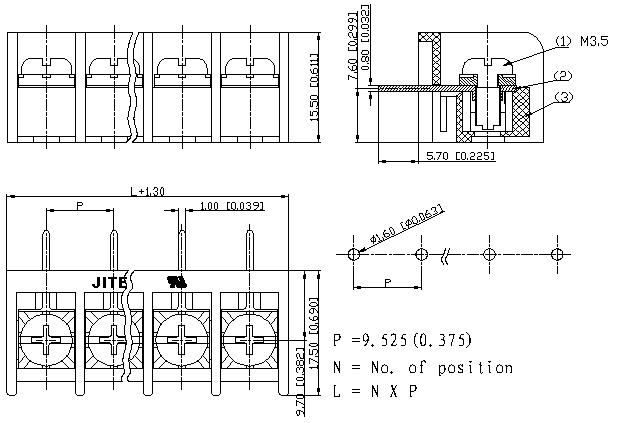 15.50 [0.611]
7.60 [0.299]
0.80 [0.032]
(1) M3.5
(2)
(3)
5.70 [0.225]
L+1.30
P
1.00 [0.039]
JITE
17.50 [0.690]
9.70 [0.382]
Ø1.60 [Ø0.063]
P
P =9.525(0.375)
N = No. of position
L = N X P